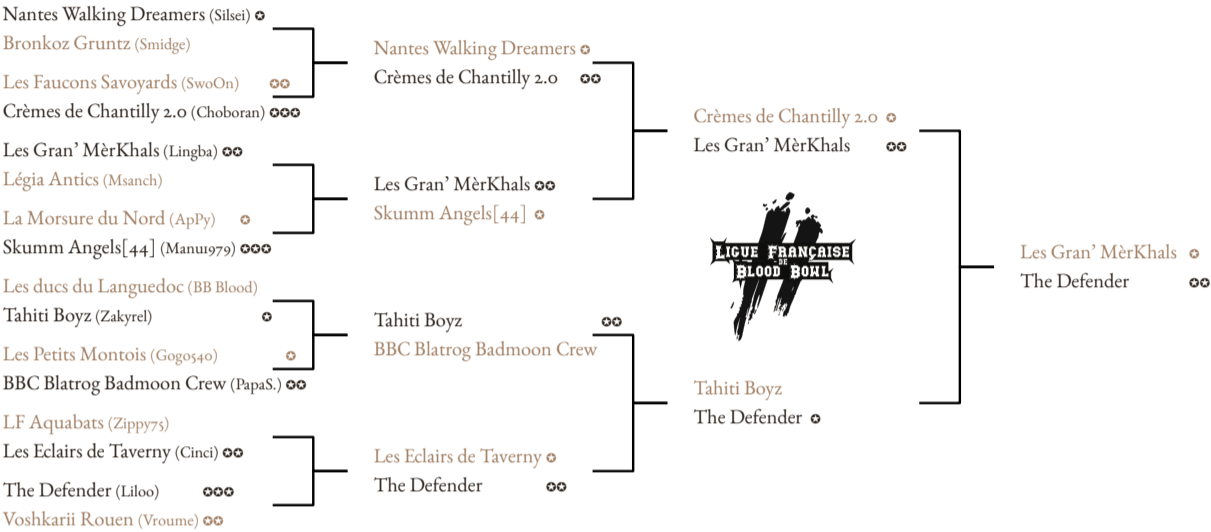 Nantes Walking Dreamers (Silsei) ✪
Bronkoz Gruntz (Smidge)
Les Faucons Savoyards (SwoOn) ✪✪
Crèmes de Chantilly 2.0 (Choboran) ✪✪✪
Les Gran’ MèrKhals (Lingba) ✪✪
Légia Antics (Msanch)
La Morsure du Nord (ApPy) ✪
Skumm Angels[44] (Manu1979) ✪✪✪
Les ducs du Languedoc (BB Blood)
Tahiti Boyz (Zakyrel) ✪
Les Petits Montois (Gogo540) ✪
BBC Blatrog Badmoon Crew (PapaS.) ✪✪
LF Aquabats (Zippy75)
Les Eclairs de Taverny (Cinci) ✪✪
The Defender (Liloo) ✪✪✪
Voshkarii Rouen (Vroume) ✪✪
Nantes Walking Dreamers ✪
Crèmes de Chantilly 2.0 ✪✪
Les Gran’ MèrKhals ✪✪
Skumm Angels[44] ✪
Tahiti Boyz ✪✪
BBC Blatrog Badmoon Crew
Les Eclairs de Taverny ✪
The Defender ✪✪
Crèmes de Chantilly 2.0 ✪
Les Gran’ MèrKhals ✪✪
LIGUE FRANÇAISE
DE
BLOOD BOWL
Tahiti Boyz
The Defender ✪
Les Gran’ MèrKhals ✪
The Defender ✪✪